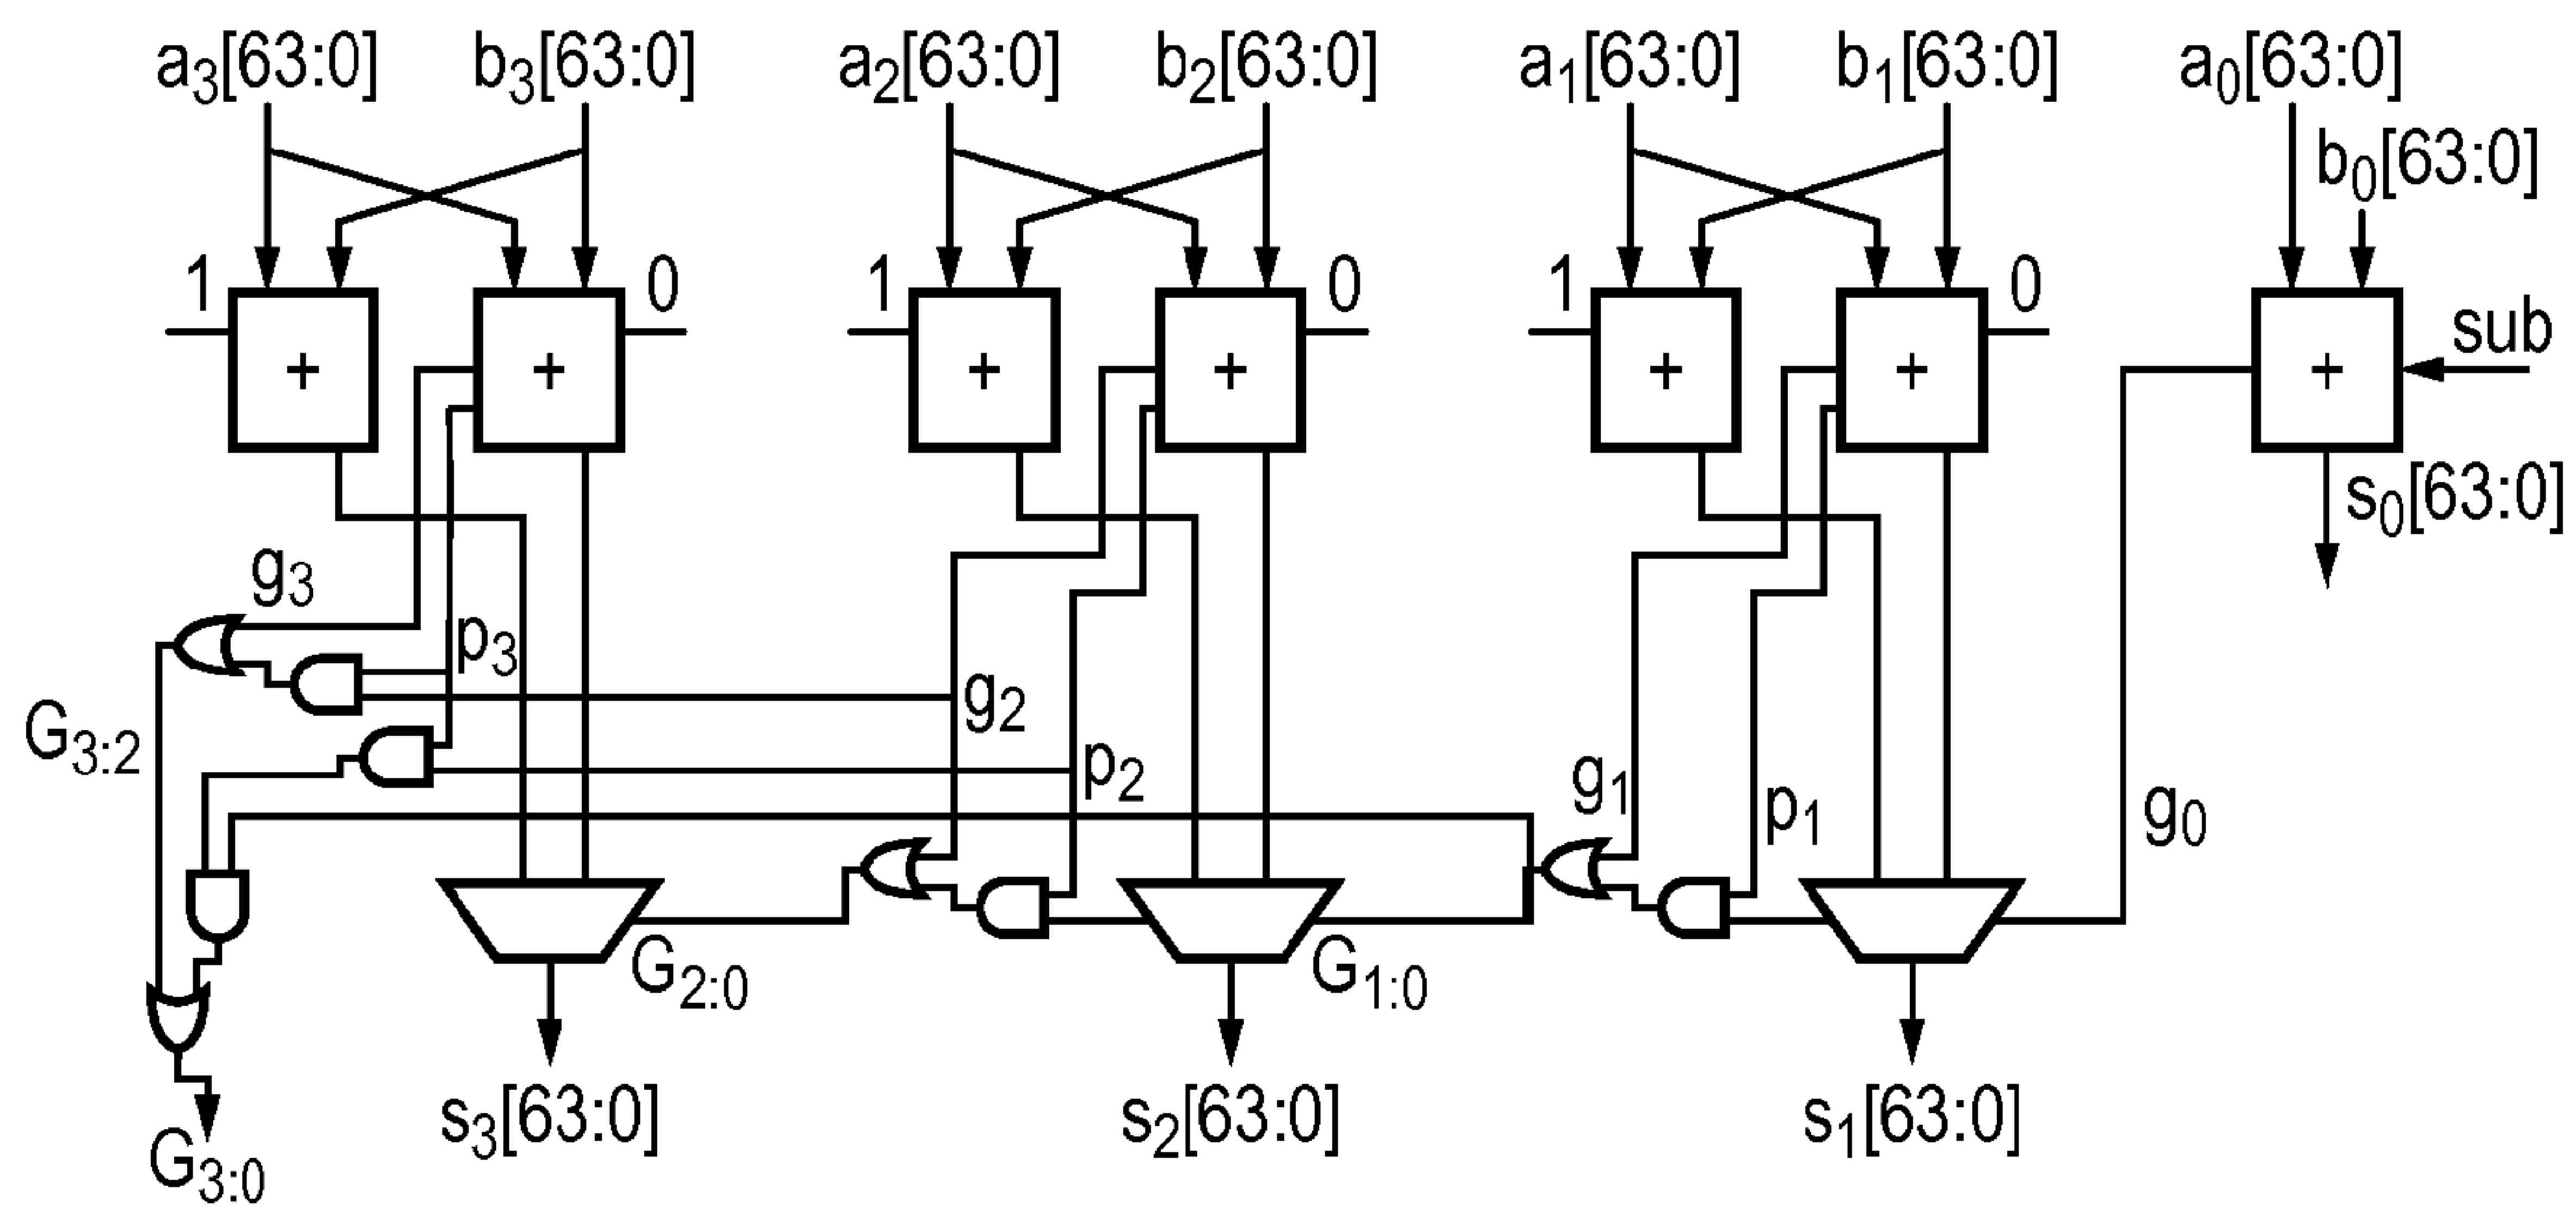 a3[63:0] b3[63:0] a2[63:0] b2[63:0] a1[63:0] b1[63:0] a0[63:0]
b0[63:0]
1 0 1 0 1 0
sub
+ + + + + + +
s0[63:0]
g3
p3
g2
G3:2
p2
g1
p1
g0
G2:0 G1:0
s3[63:0] s2[63:0] s1[63:0]
G3:0